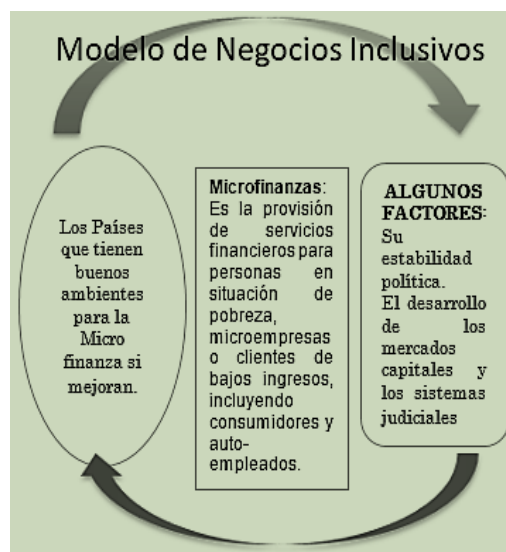 Modelo de Negocios Inclusivos
Los Países
que tienen
buenos
ambientes
para la
Micro
finanza si
mejoran.
Microfinanzas:
Es la provisión
de servicios
financieros para
personas en
situación de
pobreza,
microempresas
o clientes de
bajos ingresos,
incluyendo
consumidores y
auto-
empleados.
ALGUNOS
FACTORES:
Su
estabilidad
política.
El desarrollo
de los
mercados
capitales y
los sistemas
judiciales